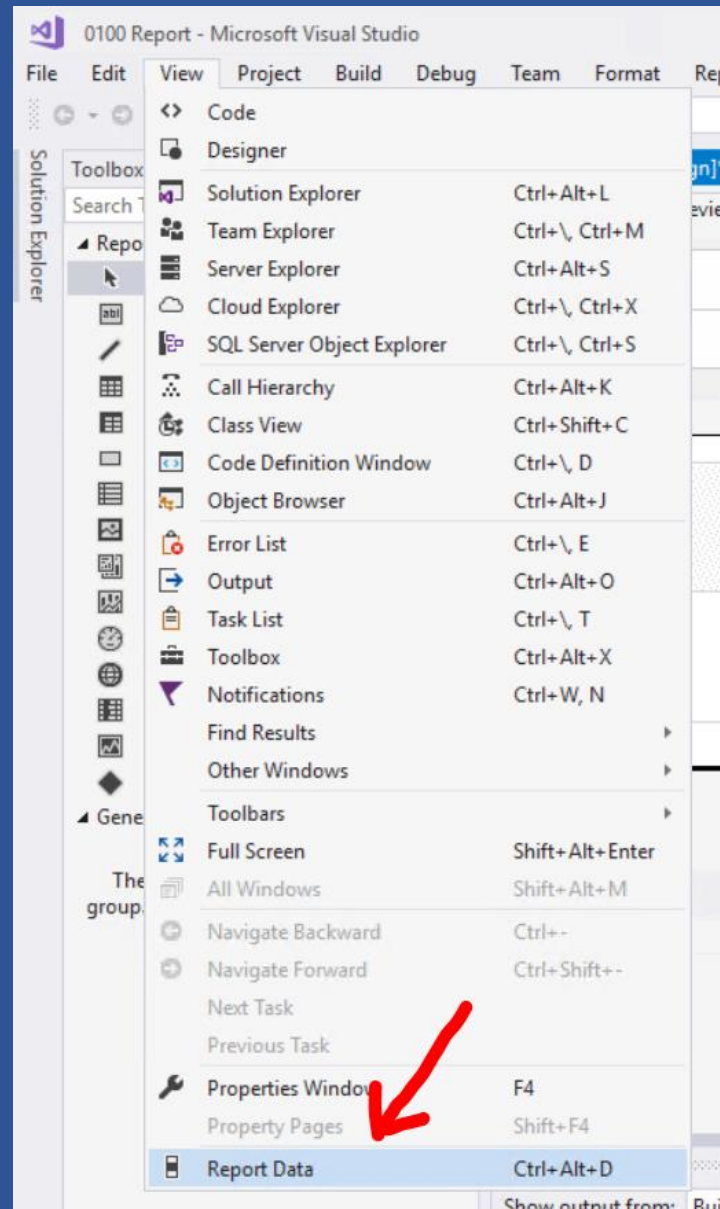 0100 Report - Microsoft Visual Studio
File Edit View Project Build Debug Team Format
Solution Explorer
Toolbox
Search
Code
Designer
Solution Explorer Ctrl+Alt+L
Team Explorer Ctrl+\, Ctrl+M
Server Explorer Ctrl+Alt+S
Cloud Explorer Ctrl+\, Ctrl+X
SQL Server Object Explorer Ctrl+\, Ctrl+S
Call Hierarchy Ctrl+Alt+K
Class View Ctrl+Shift+C
Code Definition Window Ctrl+\, D
Object Browser Ctrl+Alt+J
Error List Ctrl+\, E
Output Ctrl+Alt+O
Task List Ctrl+\, T
Toolbox Ctrl+Alt+X
Notifications Ctrl+W, N
Find Results
Other Windows
Toolbars
Full Screen Shift+Alt+Enter
All Windows Shift+Alt+M
Navigate Backward Ctrl+-
Navigate Forward Ctrl+Shift+-
Next Task
Previous Task
Properties Window F4
Property Pages Shift+F4
Report Data Ctrl+Alt+D
The
group.
Show output from: